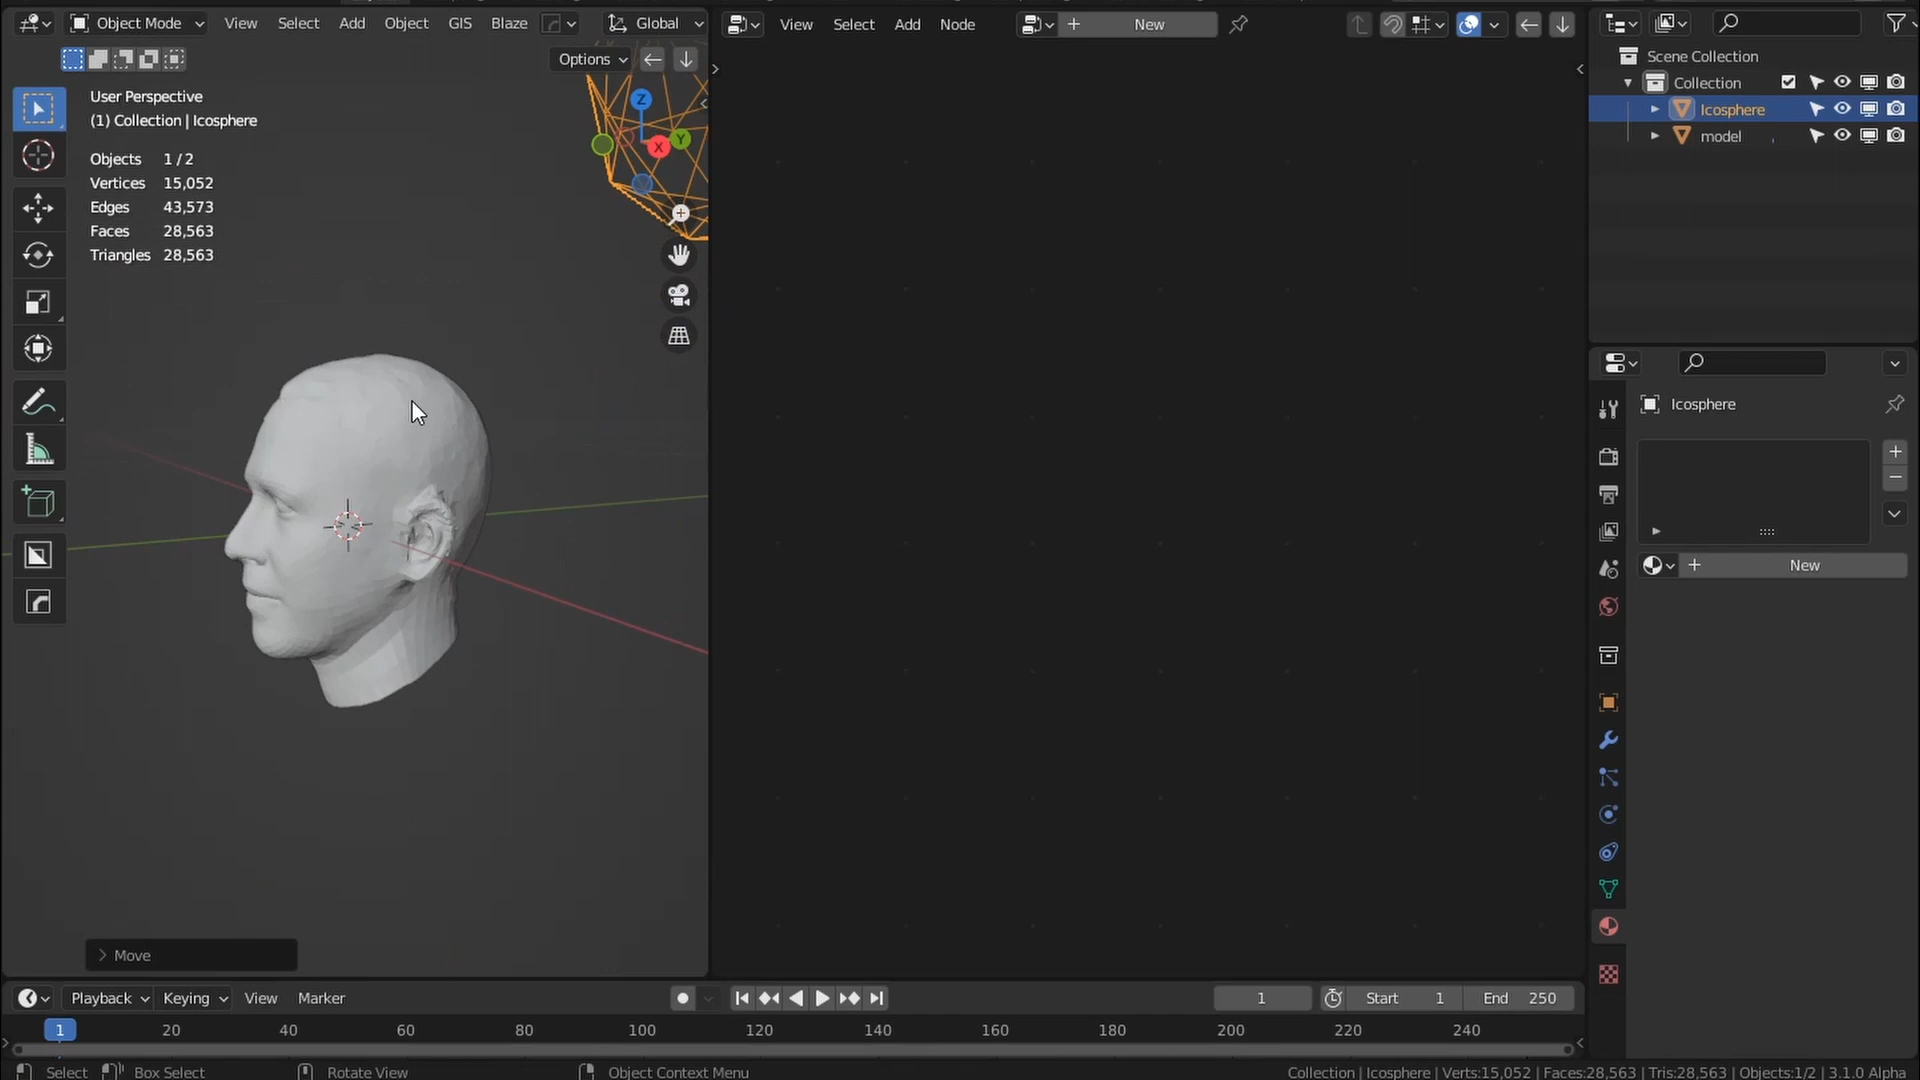 Object Mode View Select Add Object GIS Blaze Global View Select Add Node New
Options
User Perspective
(1) Collection | Icosphere
Objects 1 / 2
Vertices 15,052
Edges 43,573
Faces 28,563
Triangles 28,563
Z
Y
X
Scene Collection
Collection
Icosphere
model
Icosphere
New
Move
Playback Keying View Marker 1 Start 1 End 250
1 20 40 60 80 100 120 140 160 180 200 220 240
Select Box Select Rotate View Object Context Menu Collection | Icosphere | Verts:15,052 | Faces:28,563 | Tris:28,563 | Objects:1/2 | 3.1.0 Alpha